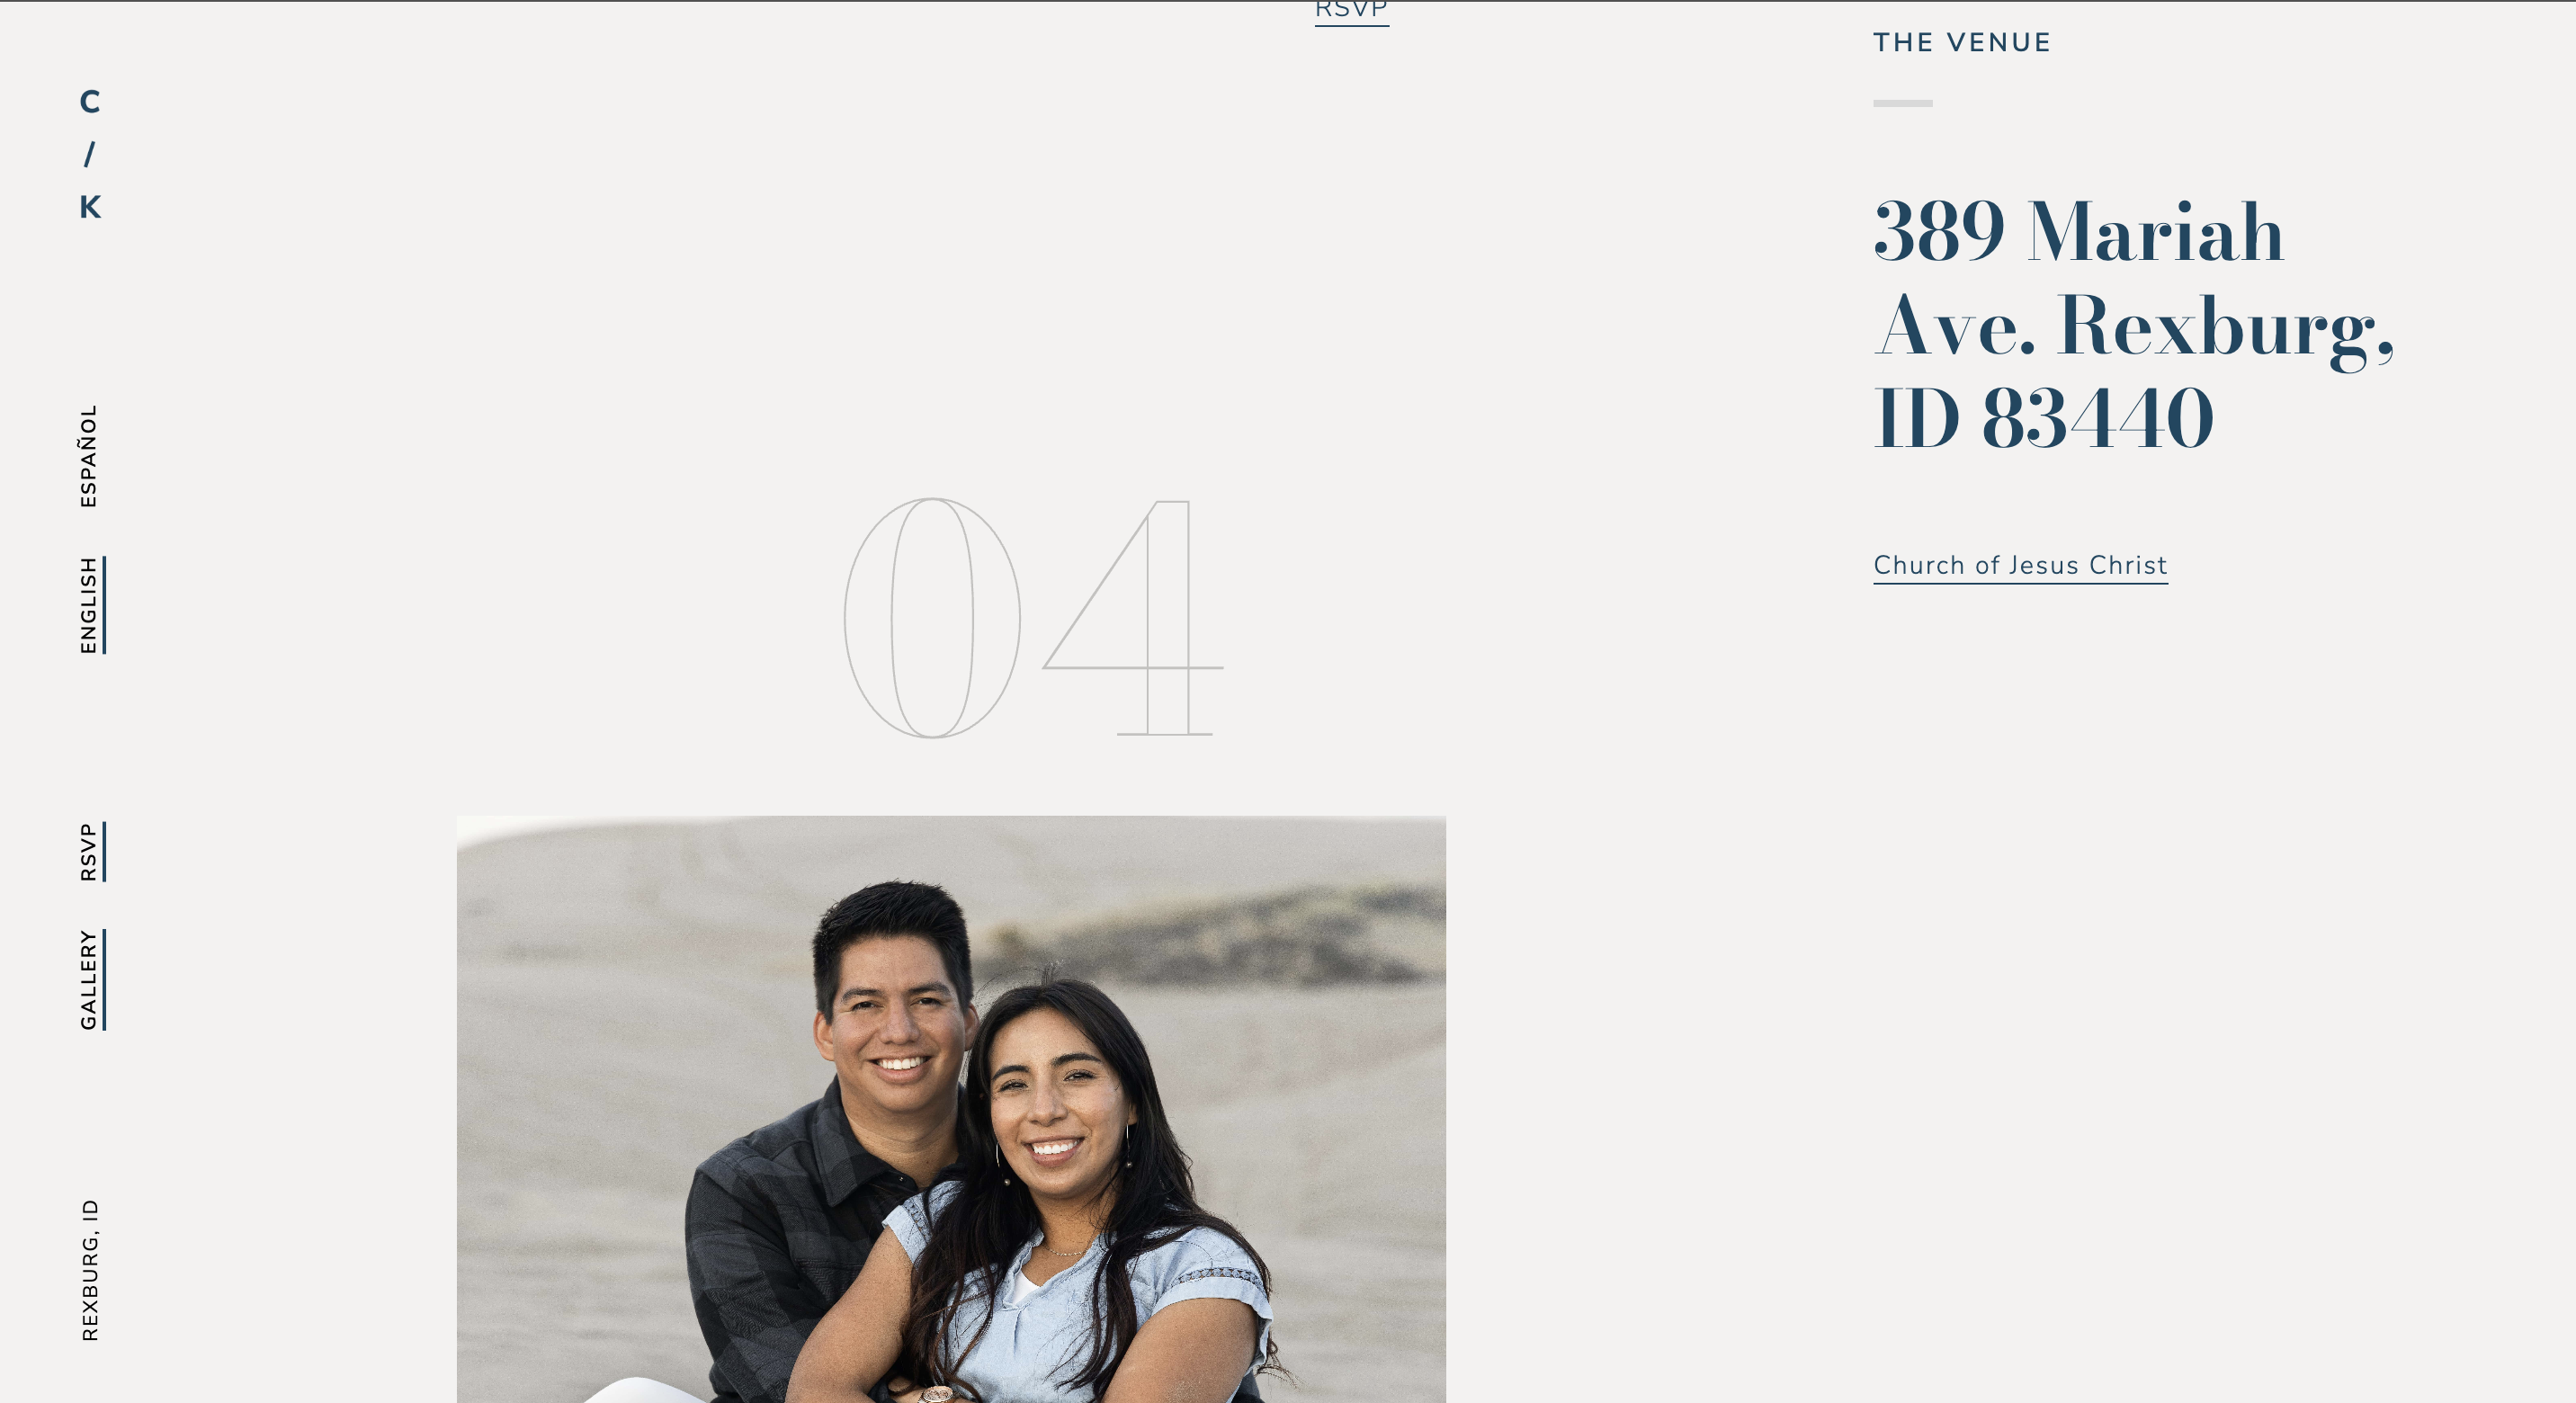 RSVP
THE VENUE
C
/
K
389 Mariah
Ave. Rexburg,
ID 83440
ESPAÑOL
ENGLISH
04
Church of Jesus Christ
RSVP
GALLERY
REXBURG, ID